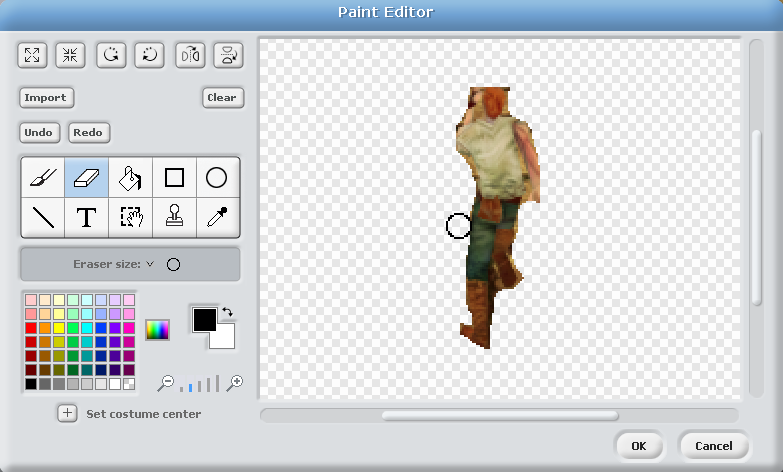 Paint Editor
Import
Clear
Undo
Redo
T
Eraser size:
Set costume center
OK
Cancel